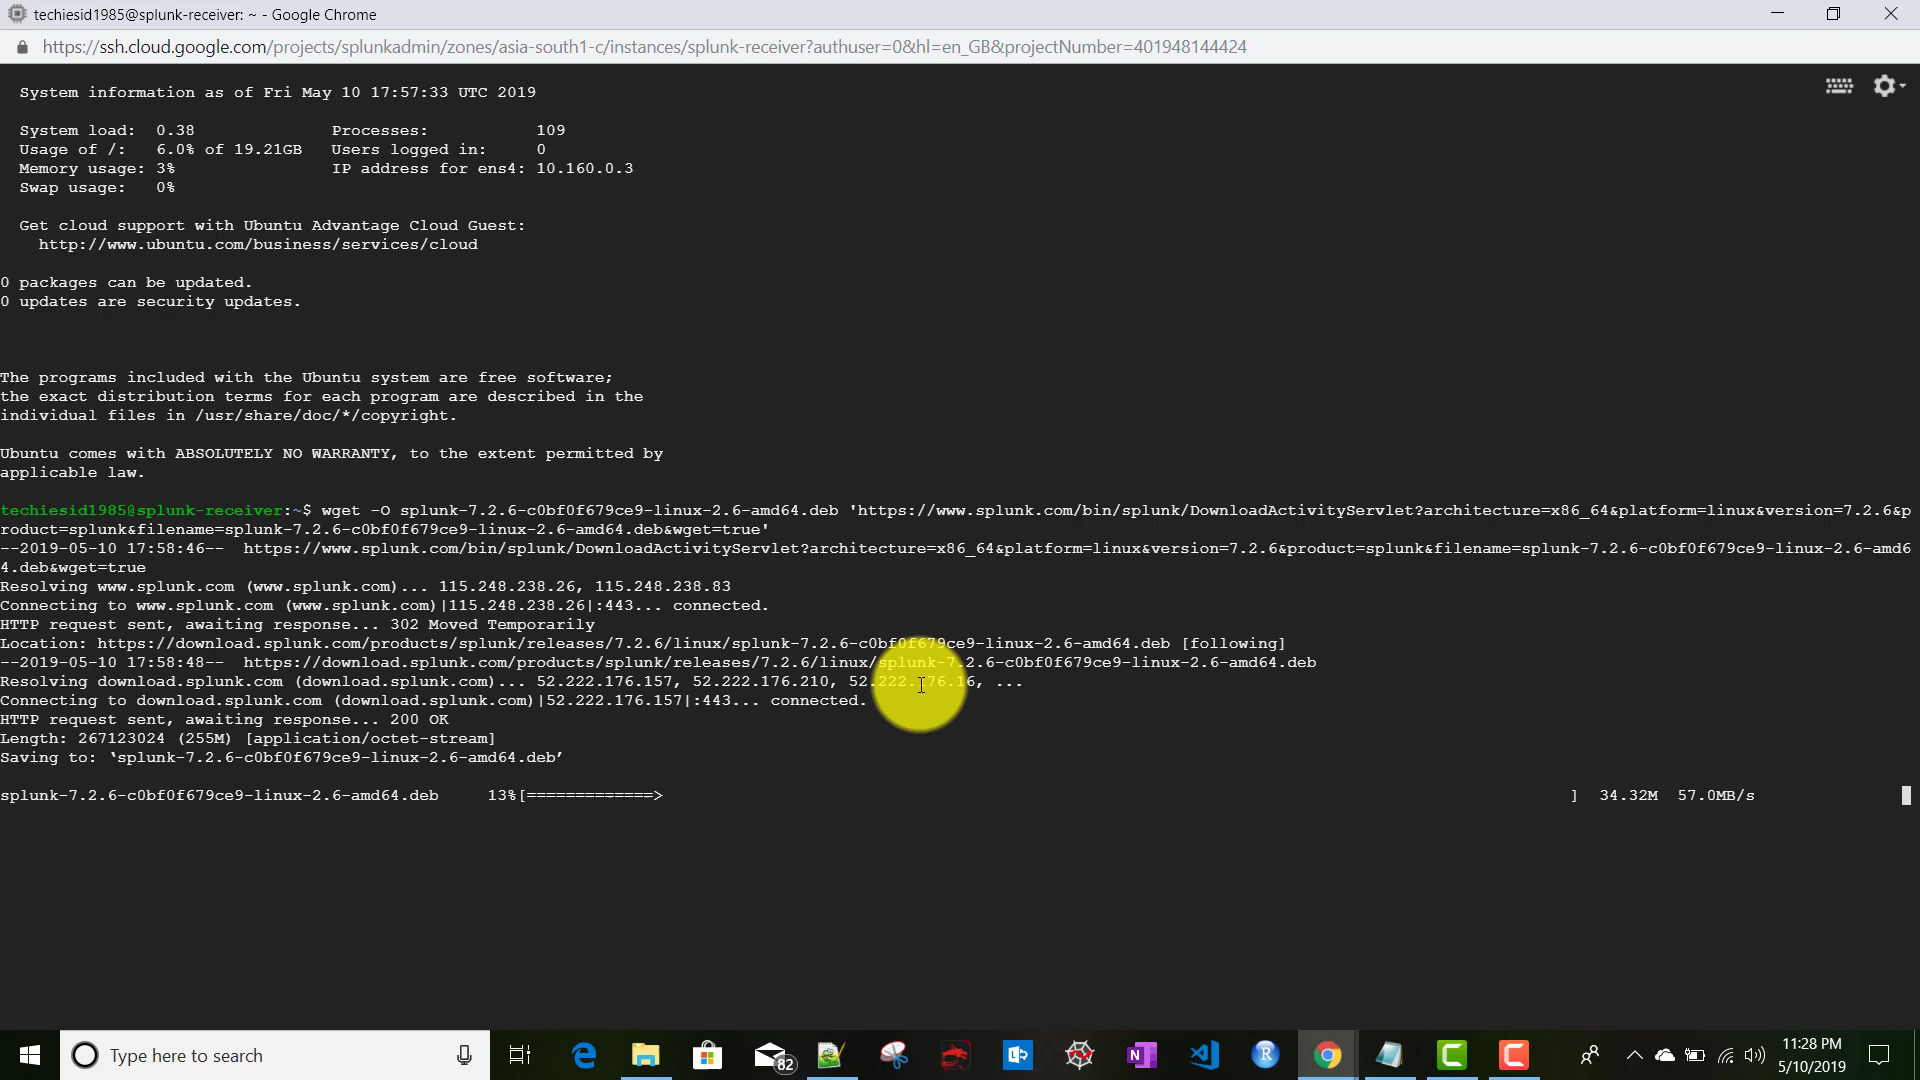 techiesid1985@splunk-receiver: ~ - Google Chrome
https://ssh.cloud.google.com/projects/splunkadmin/zones/asia-south1-c/instances/splunk-receiver?authuser=0&hl=en_GB&projectNumber=401948144424
System information as of Fri May 10 17:57:33 UTC 2019
System load:  0.38              Processes:           109
Usage of /:   6.0% of 19.21GB   Users logged in:     0
Memory usage: 3%                IP address for ens4: 10.160.0.3
Swap usage:   0%
Get cloud support with Ubuntu Advantage Cloud Guest:
http://www.ubuntu.com/business/services/cloud
0 packages can be updated.
0 updates are security updates.
The programs included with the Ubuntu system are free software;
the exact distribution terms for each program are described in the
individual files in /usr/share/doc/*/copyright.
Ubuntu comes with ABSOLUTELY NO WARRANTY, to the extent permitted by
applicable law.
techiesid1985@splunk-receiver:~$ wget -O splunk-7.2.6-c0bf0f679ce9-linux-2.6-amd64.deb 'https://www.splunk.com/bin/splunk/DownloadActivityServlet?architecture=x86_64&platform=linux&version=7.2.6&p
roduct=splunk&filename=splunk-7.2.6-c0bf0f679ce9-linux-2.6-amd64.deb&wget=true'
--2019-05-10 17:58:46--  https://www.splunk.com/bin/splunk/DownloadActivityServlet?architecture=x86_64&platform=linux&version=7.2.6&product=splunk&filename=splunk-7.2.6-c0bf0f679ce9-linux-2.6-amd6
4.deb&wget=true
Resolving www.splunk.com (www.splunk.com)... 115.248.238.26, 115.248.238.83
Connecting to www.splunk.com (www.splunk.com)|115.248.238.26|:443... connected.
HTTP request sent, awaiting response... 302 Moved Temporarily
Location: https://download.splunk.com/products/splunk/releases/7.2.6/linux/splunk-7.2.6-c0bf0f679ce9-linux-2.6-amd64.deb [following]
--2019-05-10 17:58:48--  https://download.splunk.com/products/splunk/releases/7.2.6/linux/splunk-7.2.6-c0bf0f679ce9-linux-2.6-amd64.deb
Resolving download.splunk.com (download.splunk.com)... 52.222.176.157, 52.222.176.210, 52.222.176.16, ...
Connecting to download.splunk.com (download.splunk.com)|52.222.176.157|:443... connected.
HTTP request sent, awaiting response... 200 OK
Length: 267123024 (255M) [application/octet-stream]
Saving to: ‘splunk-7.2.6-c0bf0f679ce9-linux-2.6-amd64.deb’
splunk-7.2.6-c0bf0f679ce9-linux-2.6-amd64.deb     13%[=============>                    ]  34.32M  57.0MB/s
Type here to search
82
11:28 PM
5/10/2019